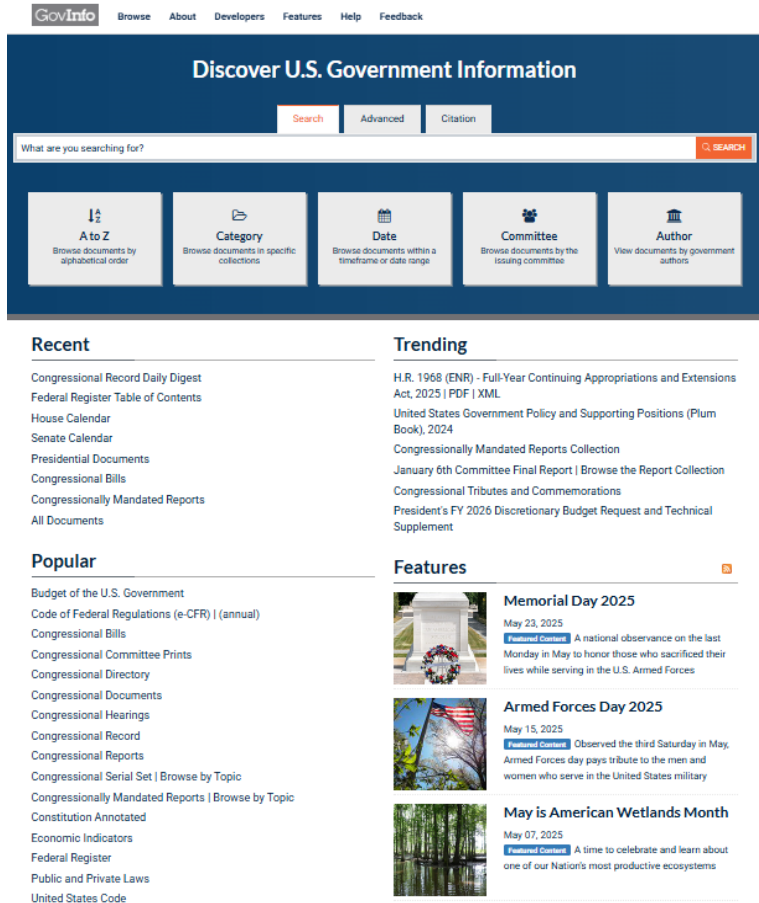 GovInfo Browse About Developers Features Help Feedback
Discover U.S. Government Information
Search Advanced Citation
What are you searching for? SEARCH
A to Z
Browse documents by
alphabetical order
Category
Browse documents in specific
collections
Date
Browse documents within a
timeframe or date range
Committee
Browse documents by the
issuing committee
Author
View documents by government
authors
Recent
Congressional Record Daily Digest
Federal Register Table of Contents
House Calendar
Senate Calendar
Presidential Documents
Congressional Bills
Congressionally Mandated Reports
All Documents
Trending
H.R. 1968 (ENR) - Full-Year Continuing Appropriations and Extensions
Act, 2025 | PDF | XML
United States Government Policy and Supporting Positions (Plum
Book), 2024
Congressionally Mandated Reports Collection
January 6th Committee Final Report | Browse the Report Collection
Congressional Tributes and Commemorations
President's FY 2026 Discretionary Budget Request and Technical
Supplement
Popular
Budget of the U.S. Government
Code of Federal Regulations (e-CFR) | (annual)
Congressional Bills
Congressional Committee Prints
Congressional Directory
Congressional Documents
Congressional Hearings
Congressional Record
Congressional Reports
Congressional Serial Set | Browse by Topic
Congressionally Mandated Reports | Browse by Topic
Constitution Annotated
Economic Indicators
Federal Register
Public and Private Laws
United States Code
Features
Memorial Day 2025
May 23, 2025
Featured Content A national observance on the last
Monday in May to honor those who sacrificed their
lives while serving in the U.S. Armed Forces
Armed Forces Day 2025
May 15, 2025
Featured Content Observed the third Saturday in May,
Armed Forces day pays tribute to the men and
women who serve in the United States military
May is American Wetlands Month
May 07, 2025
Featured Content A time to celebrate and learn about
one of our Nation's most productive ecosystems